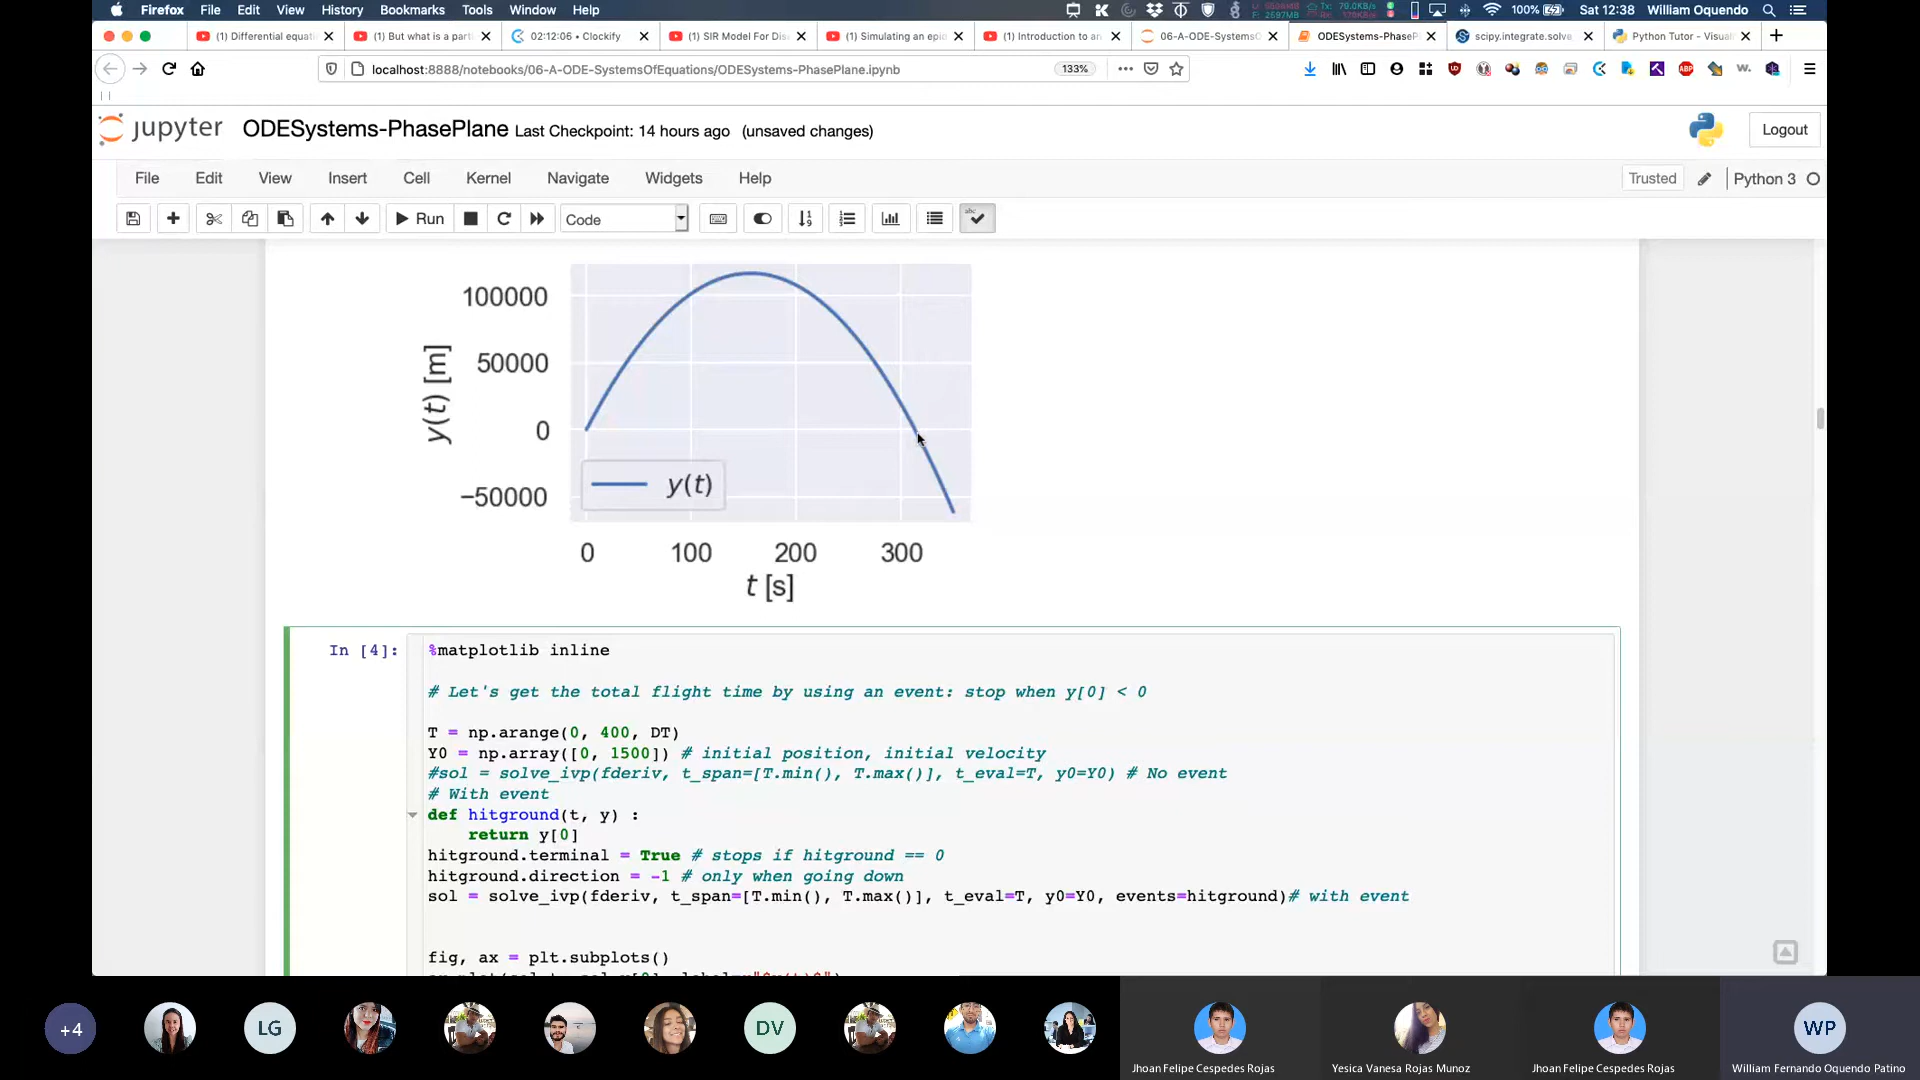 Firefox File Edit View History Bookmarks Tools Window Help 100% Sat 12:38 William Oquendo
(1) Differential equati (1) But what is a parti 02:12:06 • Clockify (1) SIR Model For Dis (1) Simulating an epid (1) Introduction to an 06-A-ODE-SystemsO ODESystems-PhaseP scipy.integrate.solve_ Python Tutor - Visuali
localhost:8888/notebooks/06-A-ODE-SystemsOfEquations/ODESystems-PhasePlane.ipynb 133%
jupyter ODESystems-PhasePlane Last Checkpoint: 14 hours ago (unsaved changes) Logout
File Edit View Insert Cell Kernel Navigate Widgets Help Trusted Python 3
Run Code
100000
50000
0
−50000
y(t) [m]
y(t)
0 100 200 300
t [s]
In [4]:
%matplotlib inline
# Let's get the total flight time by using an event: stop when y[0] < 0
T = np.arange(0, 400, DT)
Y0 = np.array([0, 1500]) # initial position, initial velocity
#sol = solve_ivp(fderiv, t_span=[T.min(), T.max()], t_eval=T, y0=Y0) # No event
# With event
def hitground(t, y) :
return y[0]
hitground.terminal = True # stops if hitground == 0
hitground.direction = -1 # only when going down
sol = solve_ivp(fderiv, t_span=[T.min(), T.max()], t_eval=T, y0=Y0, events=hitground)# with event
fig, ax = plt.subplots()
+4 LG DV WP
Jhoan Felipe Cespedes Rojas Yesica Vanesa Rojas Munoz Jhoan Felipe Cespedes Rojas William Fernando Oquendo Patino